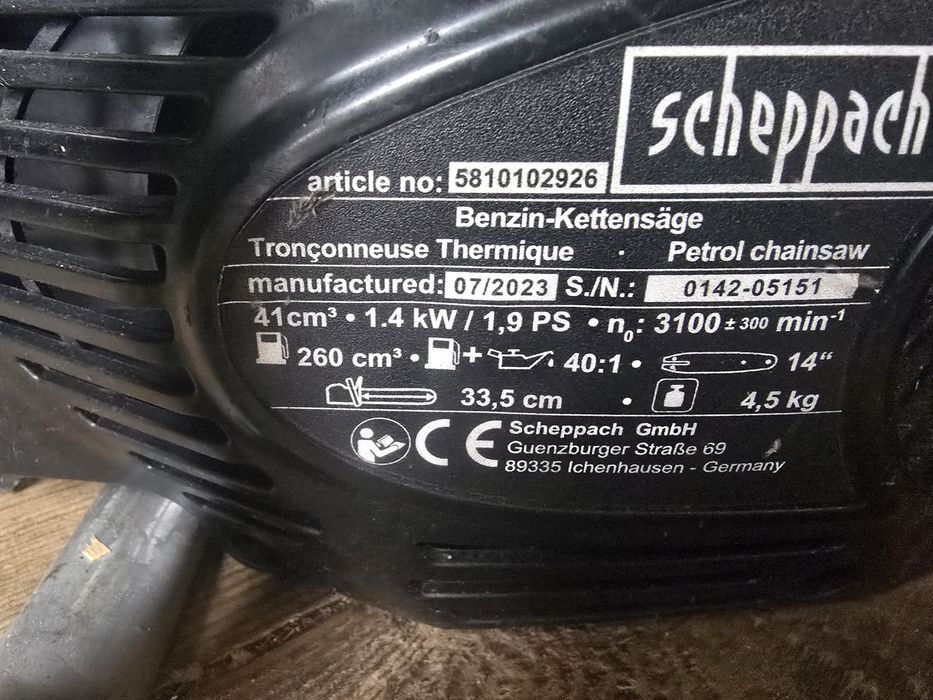 scheppach
article no: 5810102926
Benzin-Kettensäge
Tronçonneuse Thermique · Petrol chainsaw
manufactured: 07/2023 S./N.: 0142-05151
41cm³ • 1.4 kW / 1,9 PS • n₀: 3100 ± 300 min⁻¹
260 cm³ • + 40:1 • 14“
33,5 cm • 4,5 kg
CE Scheppach GmbH
Guenzburger Straße 69
89335 Ichenhausen - Germany